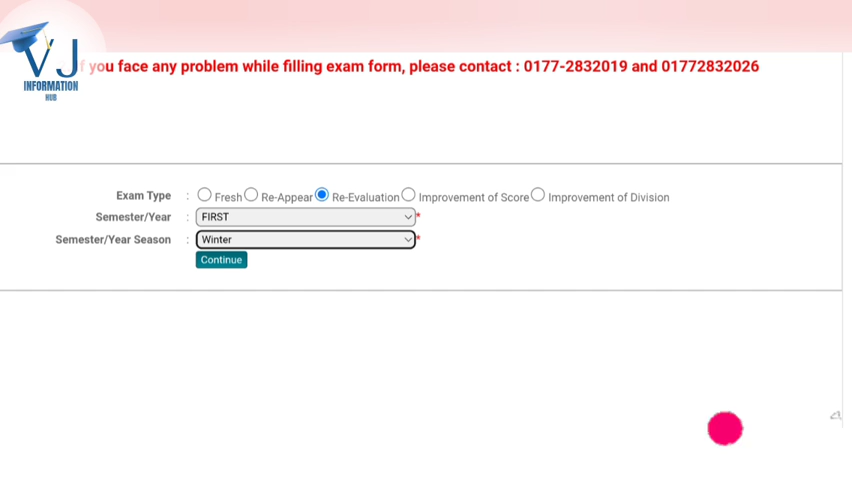 VJ
INFORMATION
HUB
f you face any problem while filling exam form, please contact : 0177-2832019 and 01772832026
Exam Type : Fresh Re-Appear Re-Evaluation Improvement of Score Improvement of Division
Semester/Year : FIRST *
Semester/Year Season : Winter *
Continue